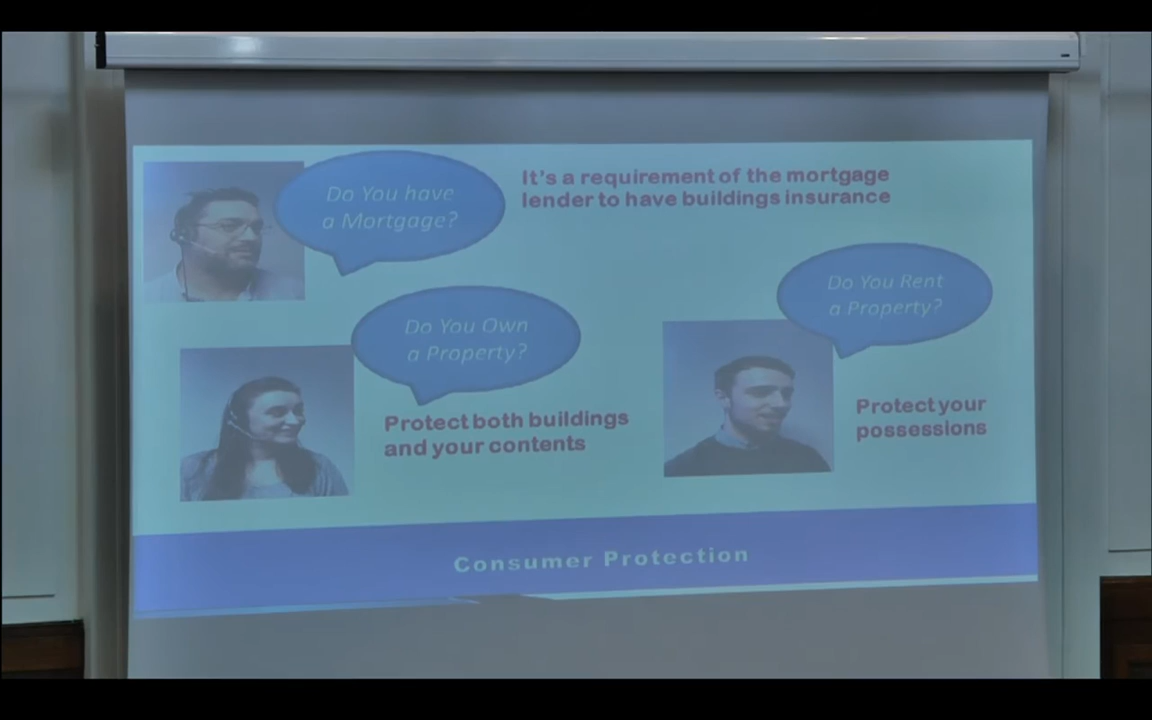 Do You have
a Mortgage?
It's a requirement of the mortgage
lender to have buildings insurance
Do You Rent
a Property?
Do You Own
a Property?
Protect your
possessions
Protect both buildings
and your contents
Consumer Protection